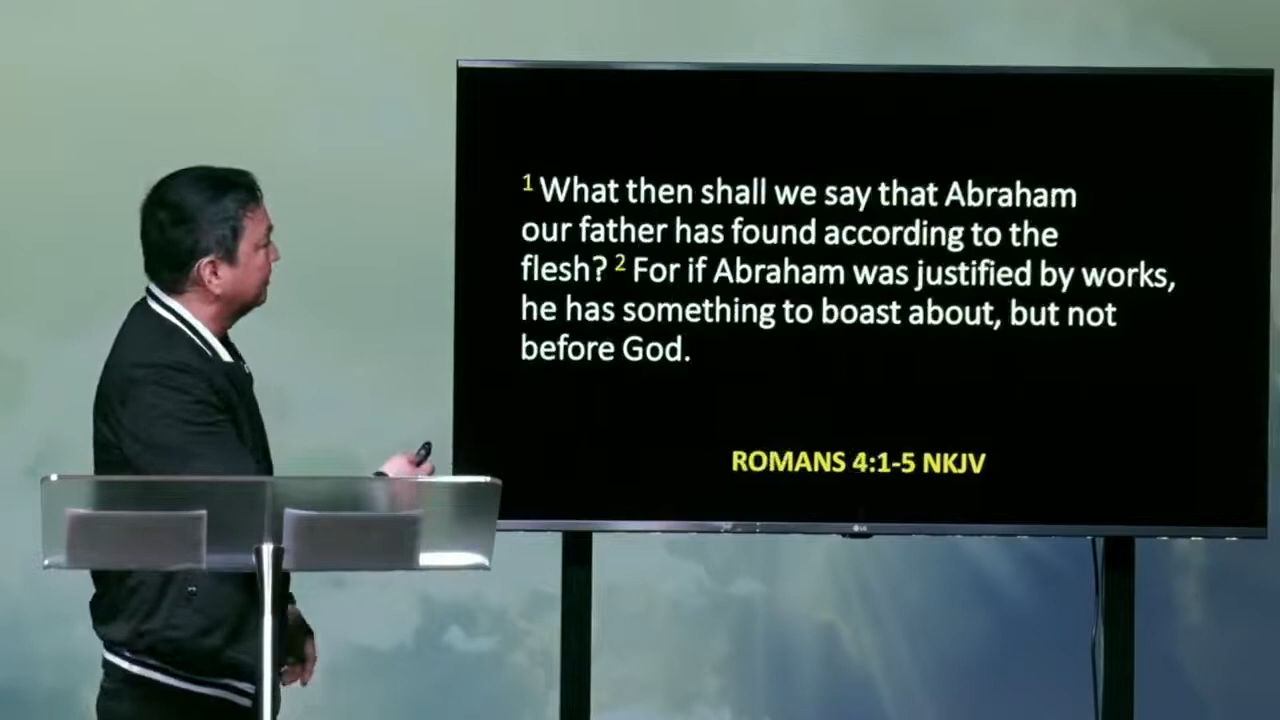 1 What then shall we say that Abraham
our father has found according to the
flesh? 2 For if Abraham was justified by works,
he has something to boast about, but not
before God.
ROMANS 4:1-5 NKJV
LG